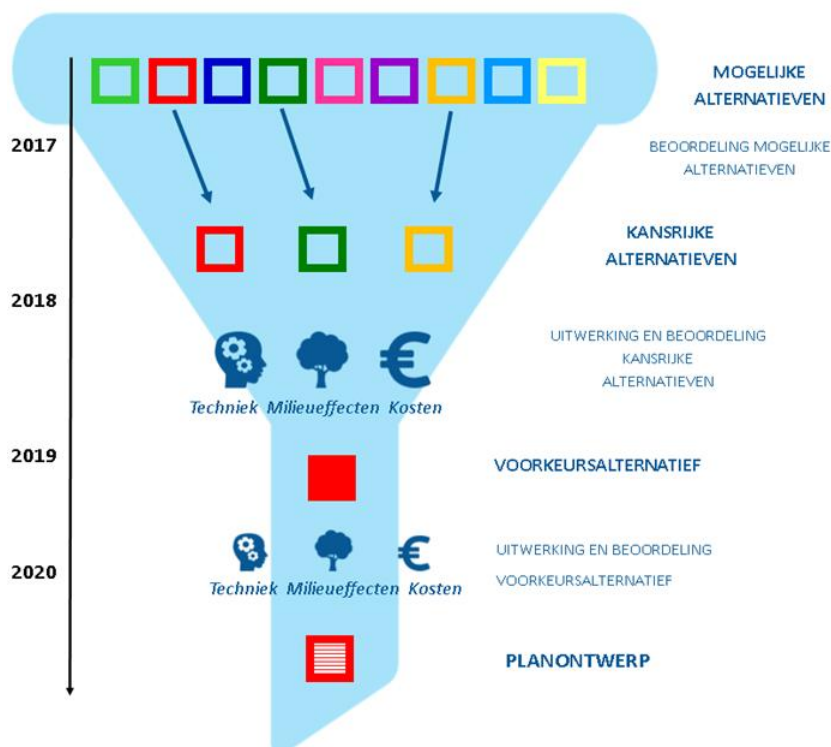 MOGELIJKE
ALTERNATIEVEN
2017
BEOORDELING MOGELIJKE
ALTERNATIEVEN
KANSRIJKE
ALTERNATIEVEN
2018
UITWERKING EN BEOORDELING
KANSRIJKE
ALTERNATIEVEN
Techniek Milieueffecten Kosten
2019
VOORKEURSALTERNATIEF
2020
UITWERKING EN BEOORDELING
VOORKEURSALTERNATIEF
Techniek Milieueffecten Kosten
PLANONTWERP